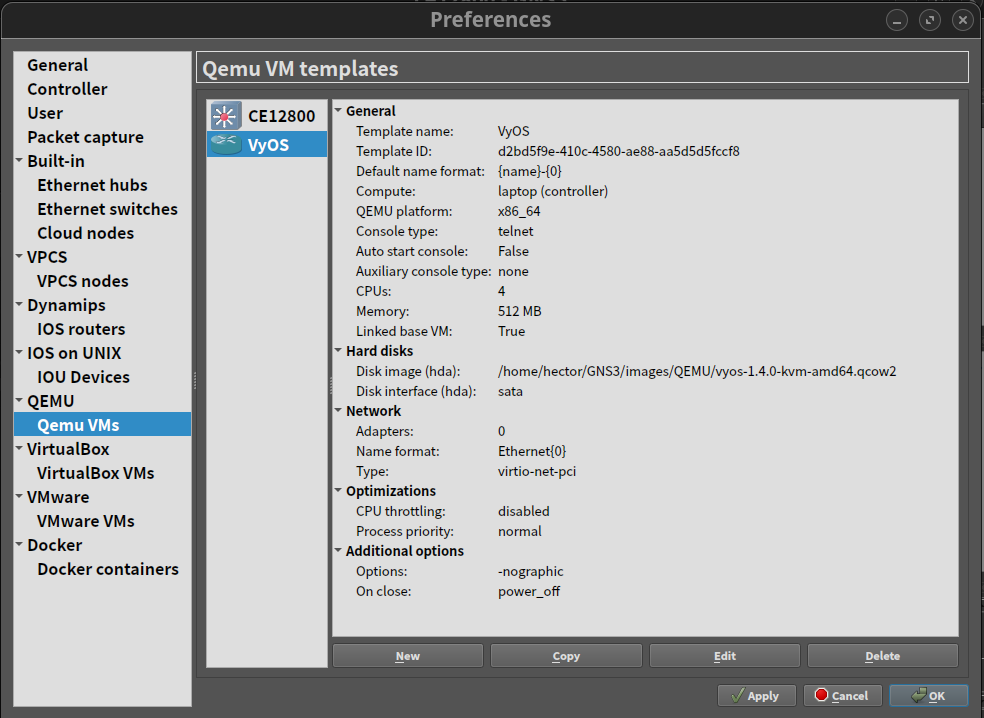 Preferences
General
Controller
User
Packet capture
Built-in
Ethernet hubs
Ethernet switches
Cloud nodes
VPCS
VPCS nodes
Dynamips
IOS routers
IOS on UNIX
IOU Devices
QEMU
Qemu VMs
VirtualBox
VirtualBox VMs
VMware
VMware VMs
Docker
Docker containers
Qemu VM templates
CE12800
VyOS
General
Template name: VyOS
Template ID: d2bd5f9e-410c-4580-ae88-aa5d5d5fccf8
Default name format: {name}-{0}
Compute: laptop (controller)
QEMU platform: x86_64
Console type: telnet
Auto start console: False
Auxiliary console type: none
CPUs: 4
Memory: 512 MB
Linked base VM: True
Hard disks
Disk image (hda): /home/hector/GNS3/images/QEMU/vyos-1.4.0-kvm-amd64.qcow2
Disk interface (hda): sata
Network
Adapters: 0
Name format: Ethernet{0}
Type: virtio-net-pci
Optimizations
CPU throttling: disabled
Process priority: normal
Additional options
Options: -nographic
On close: power_off
New Copy Edit Delete
Apply Cancel OK